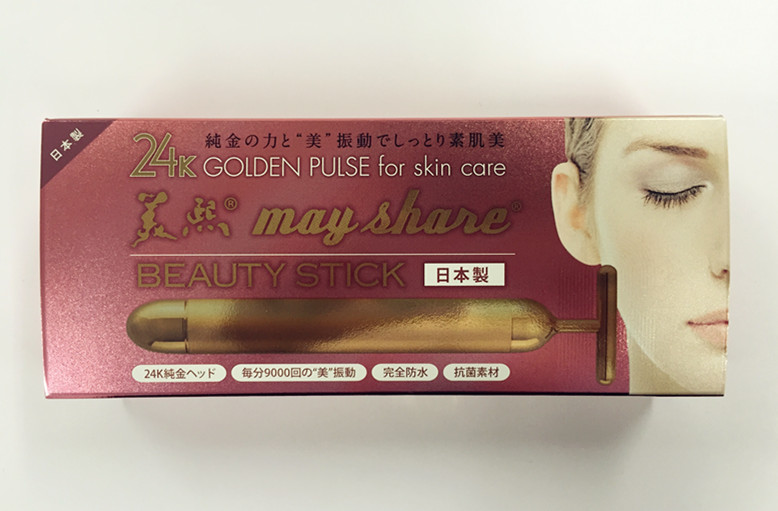 日本製
純金の力と“美”振動でしっとり素肌美
24K GOLDEN PULSE for skin care
美熙® may share®
BEAUTY STICK 日本製
24K純金ヘッド 毎分9000回の“美”振動 完全防水 抗菌素材